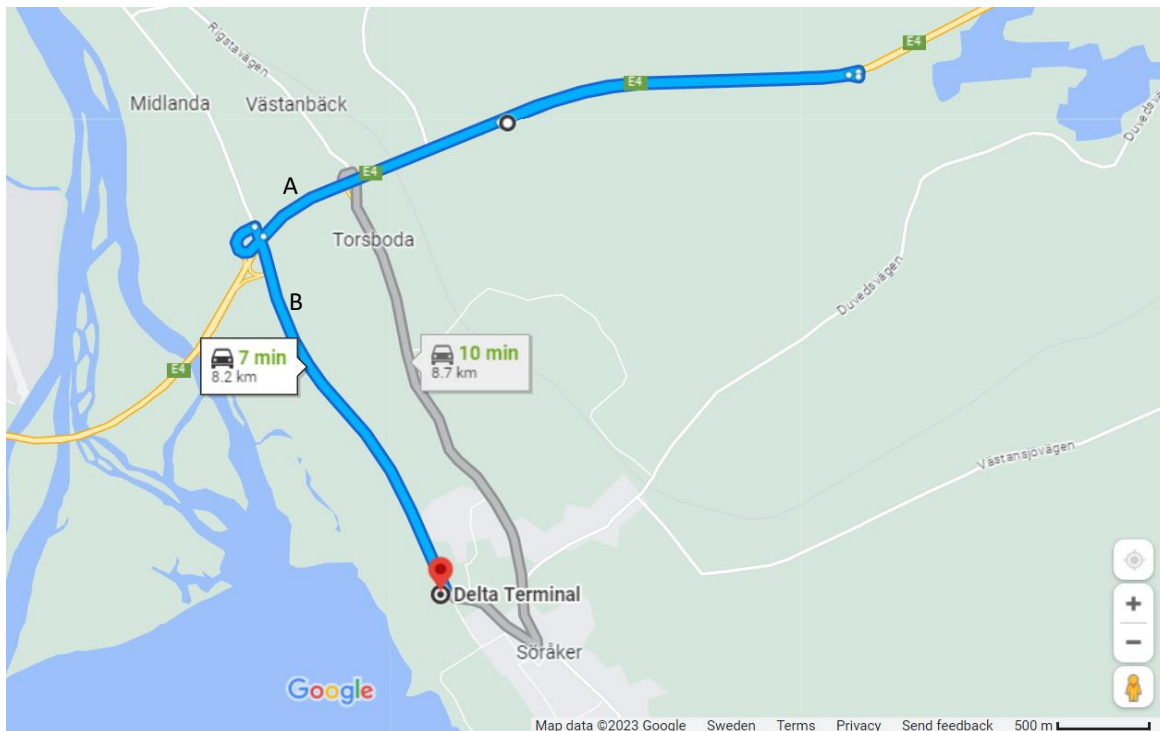 E4
E4
Rigstavägen
Duvedsvä
Midlanda
Västanbäck
E4
A
Torsboda
Duvedsvägen
B
7 min
8.2 km
10 min
8.7 km
E4
Västansjövägen
Delta Terminal
Söråker
Google
Map data ©2023 Google Sweden Terms Privacy Send feedback 500 m